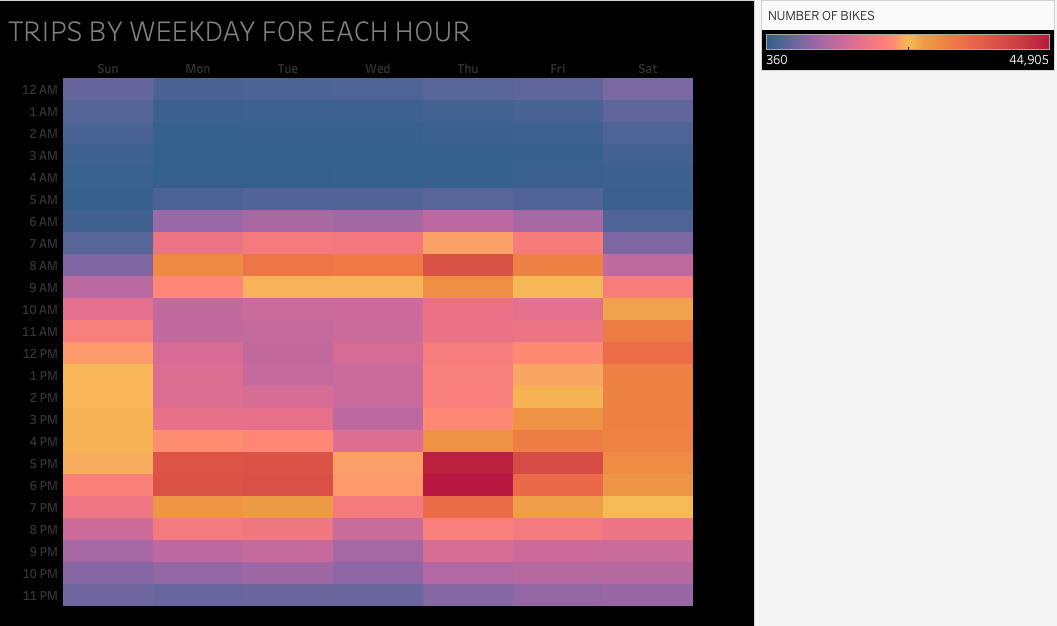 TRIPS BY WEEKDAY FOR EACH HOUR
NUMBER OF BIKES
360 44,905
Sun Mon Tue Wed Thu Fri Sat
12 AM
1 AM
2 AM
3 AM
4 AM
5 AM
6 AM
7 AM
8 AM
9 AM
10 AM
11 AM
12 PM
1 PM
2 PM
3 PM
4 PM
5 PM
6 PM
7 PM
8 PM
9 PM
10 PM
11 PM